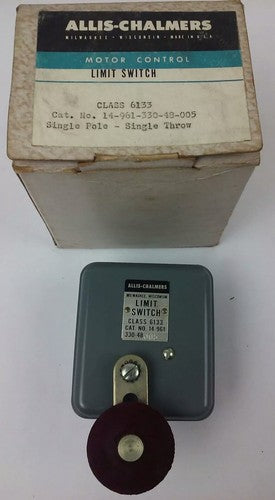 ALLIS-CHALMERS
MILWAUKEE, WISCONSIN MADE IN U.S.A.
MOTOR CONTROL
LIMIT SWITCH
CLASS 6133
Cat. No. 14-961-330-48-005
Single Pole - Single Throw
ALLIS-CHALMERS
MILWAUKEE, WISCONSIN
LIMIT
SWITCH
CLASS 6133
CAT NO. 14-961
330-48